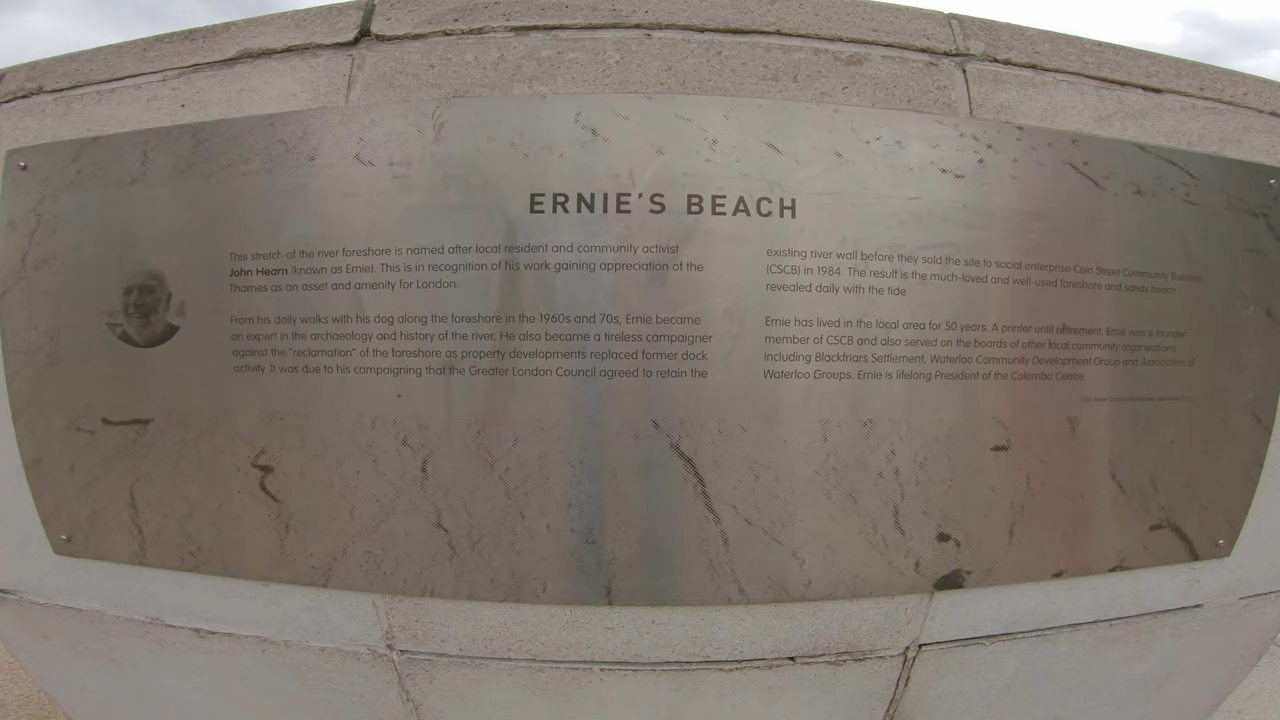 ERNIE'S BEACH
This stretch of the river foreshore is named after local resident and community activist
John Hearn (known as Ernie). This is in recognition of his work gaining appreciation of the
Thames as an asset and amenity for London.
From his daily walks with his dog along the foreshore in the 1960s and 70s, Ernie became
an expert in the archaeology and history of the river. He also became a tireless campaigner
against the "reclamation" of the foreshore as property developments replaced former dock
activity. It was due to his campaigning that the Greater London Council agreed to retain the
existing river wall before they sold the site to social enterprise Coin Street Community Builders
(CSCB) in 1984. The result is the much-loved and well-used foreshore and sandy beach
revealed daily with the tide.
Ernie has lived in the local area for 50 years. A printer until retirement, Ernie was a founder
member of CSCB and also served on the boards of other local community organisations
including Blackfriars Settlement, Waterloo Community Development Group and Association of
Waterloo Groups. Ernie is lifelong President of the Colombo Centre.
Coin Street Community Builders